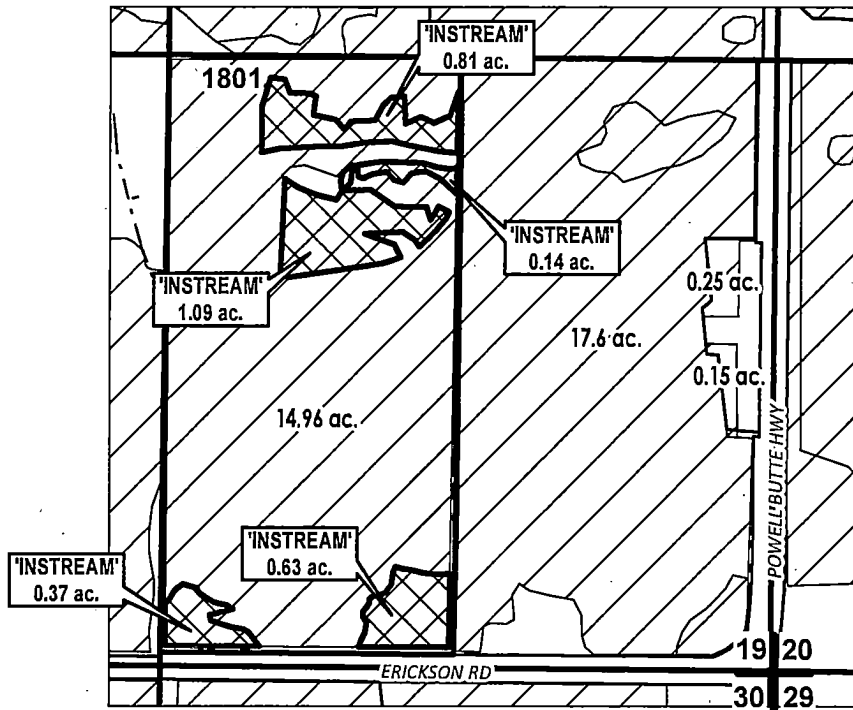 'INSTREAM'
0.81 ac.
1801
'INSTREAM'
0.14 ac.
'INSTREAM'
1.09 ac.
0.25 ac.
17.6 ac.
0.15 ac.
14.96 ac.
POWELL BUTTE HWY
'INSTREAM'
0.63 ac.
'INSTREAM'
0.37 ac.
19 20
ERICKSON RD
30 29